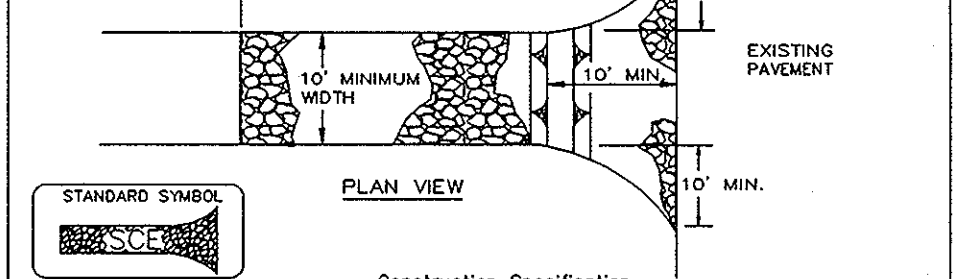 10' MINIMUM
WIDTH
10' MIN.
EXISTING
PAVEMENT
PLAN VIEW
10' MIN.
STANDARD SYMBOL
SCE
Construction Specification